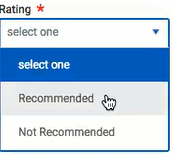 Rating *
select one
select one
Recommended
Not Recommended